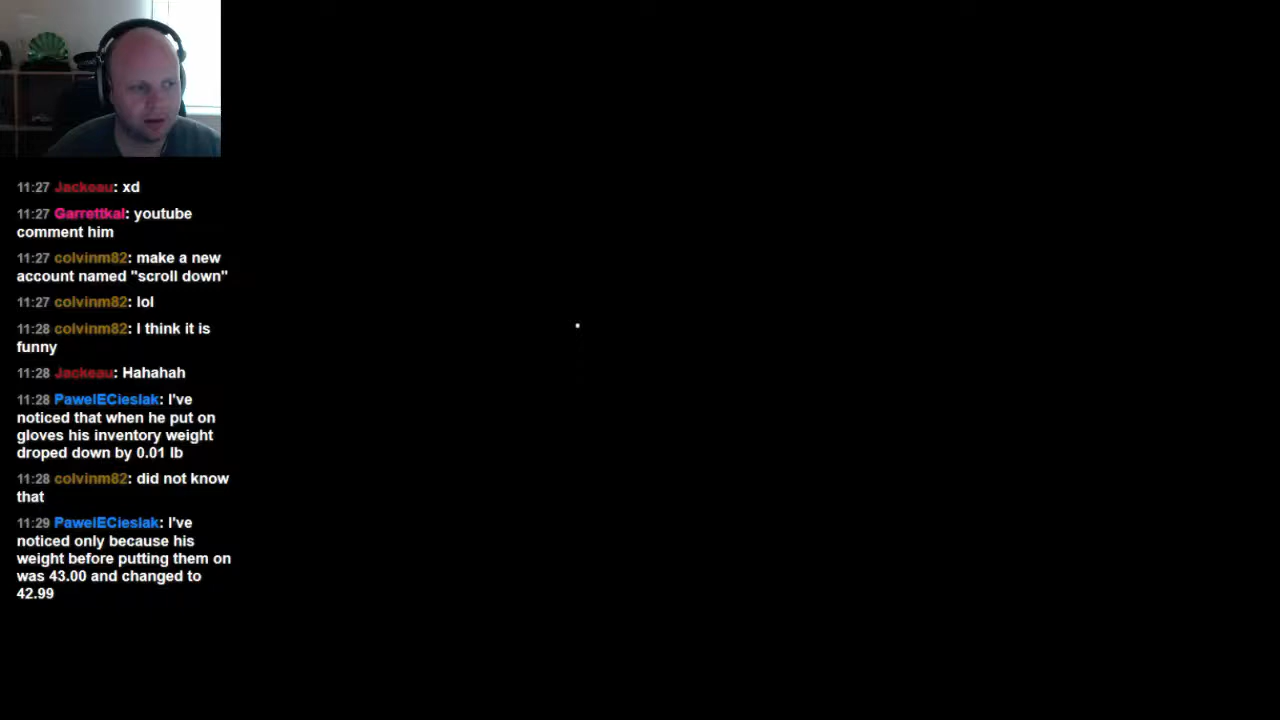 11:27 Jackeau: xd
11:27 Garrettkal: youtube
comment him
11:27 colvinm82: make a new
account named "scroll down"
11:27 colvinm82: lol
11:28 colvinm82: I think it is
funny
11:28 Jackeau: Hahahah
11:28 PawelECieslak: I've
noticed that when he put on
gloves his inventory weight
droped down by 0.01 lb
11:28 colvinm82: did not know
that
11:29 PawelECieslak: I've
noticed only because his
weight before putting them on
was 43.00 and changed to
42.99